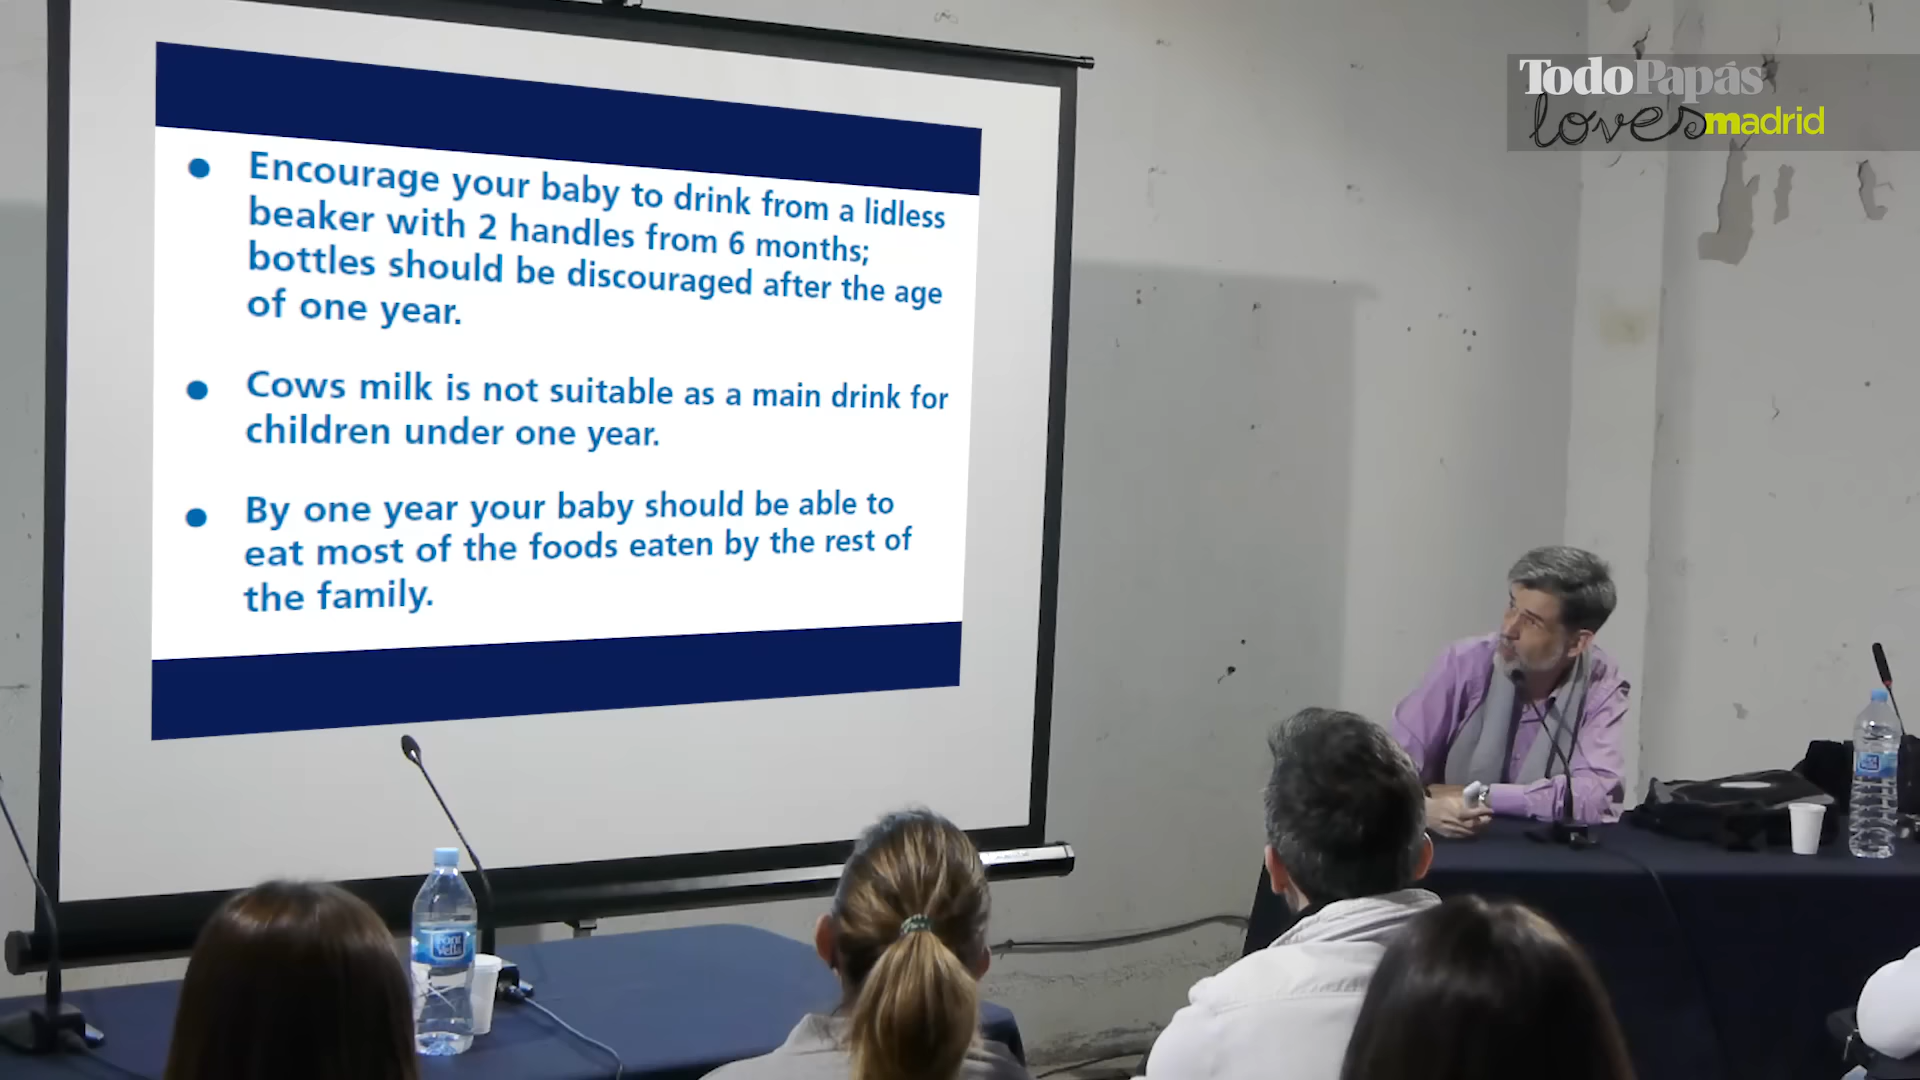 TodoPapás
loves madrid
Encourage your baby to drink from a lidless
beaker with 2 handles from 6 months;
bottles should be discouraged after the age
of one year.
Cows milk is not suitable as a main drink for
children under one year.
By one year your baby should be able to
eat most of the foods eaten by the rest of
the family.
Font
Vella